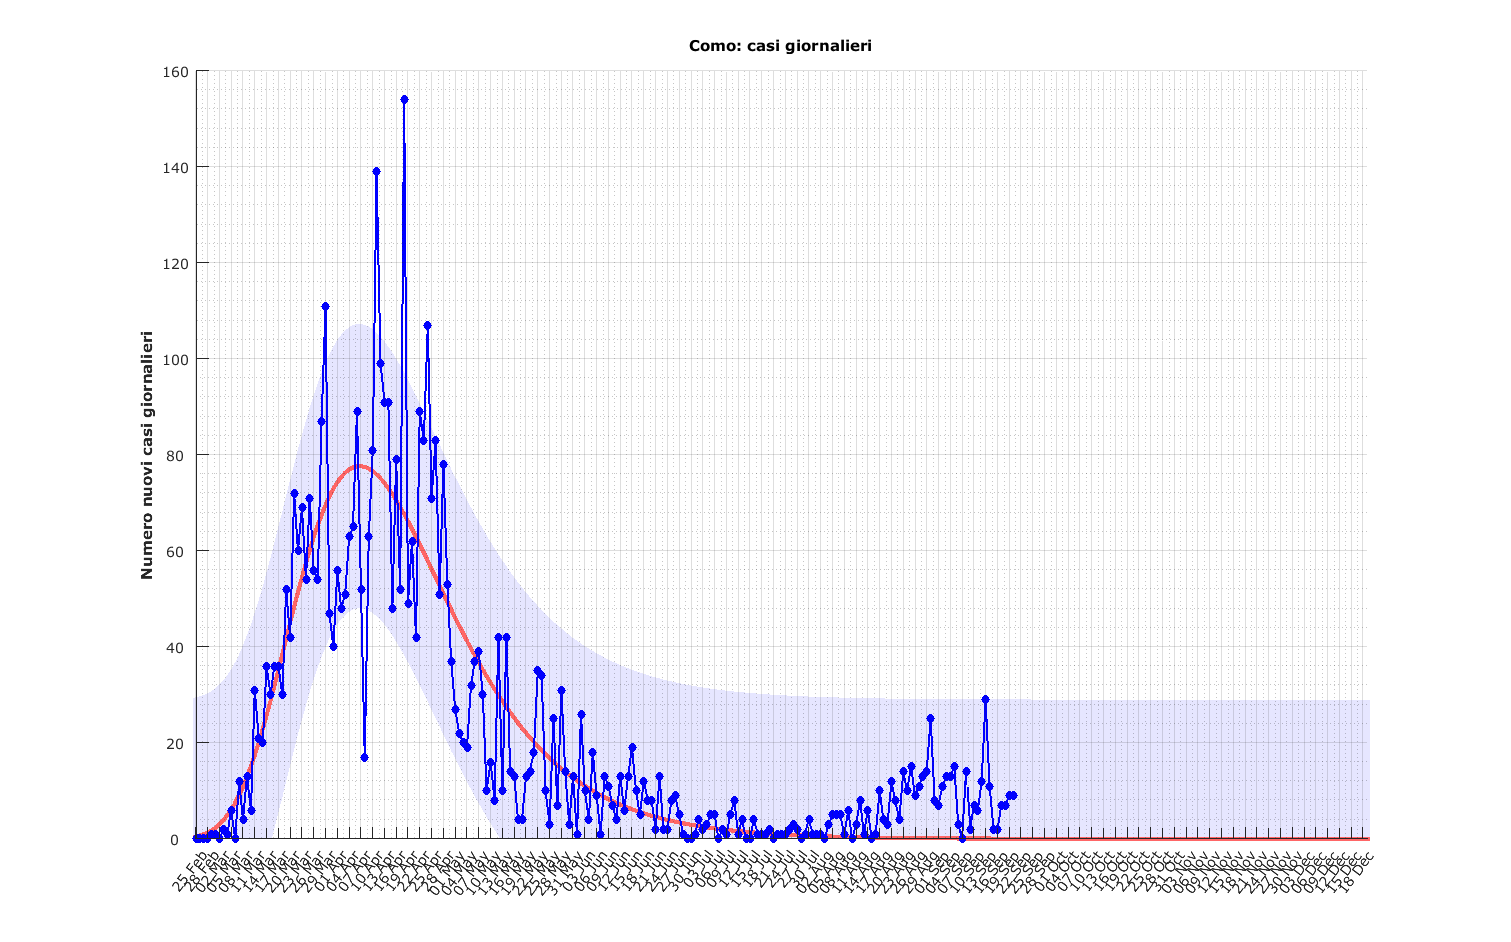 Como: casi giornalieri
Numero nuovi casi giornalieri
160
140
120
100
80
60
40
20
0
25 Feb
28 Feb
02 Mar
05 Mar
08 Mar
11 Mar
14 Mar
17 Mar
20 Mar
23 Mar
26 Mar
29 Mar
01 Apr
04 Apr
07 Apr
10 Apr
13 Apr
16 Apr
19 Apr
22 Apr
25 Apr
28 Apr
01 May
04 May
07 May
10 May
13 May
16 May
19 May
22 May
25 May
28 May
31 May
03 Jun
06 Jun
09 Jun
12 Jun
15 Jun
18 Jun
21 Jun
24 Jun
27 Jun
30 Jun
03 Jul
06 Jul
09 Jul
12 Jul
15 Jul
18 Jul
21 Jul
24 Jul
27 Jul
30 Jul
02 Aug
05 Aug
08 Aug
11 Aug
14 Aug
17 Aug
20 Aug
23 Aug
26 Aug
29 Aug
01 Sep
04 Sep
07 Sep
10 Sep
13 Sep
16 Sep
19 Sep
22 Sep
25 Sep
28 Sep
01 Oct
04 Oct
07 Oct
10 Oct
13 Oct
16 Oct
19 Oct
22 Oct
25 Oct
28 Oct
31 Oct
03 Nov
06 Nov
09 Nov
12 Nov
15 Nov
18 Nov
21 Nov
24 Nov
27 Nov
30 Nov
03 Dec
06 Dec
09 Dec
12 Dec
15 Dec
18 Dec